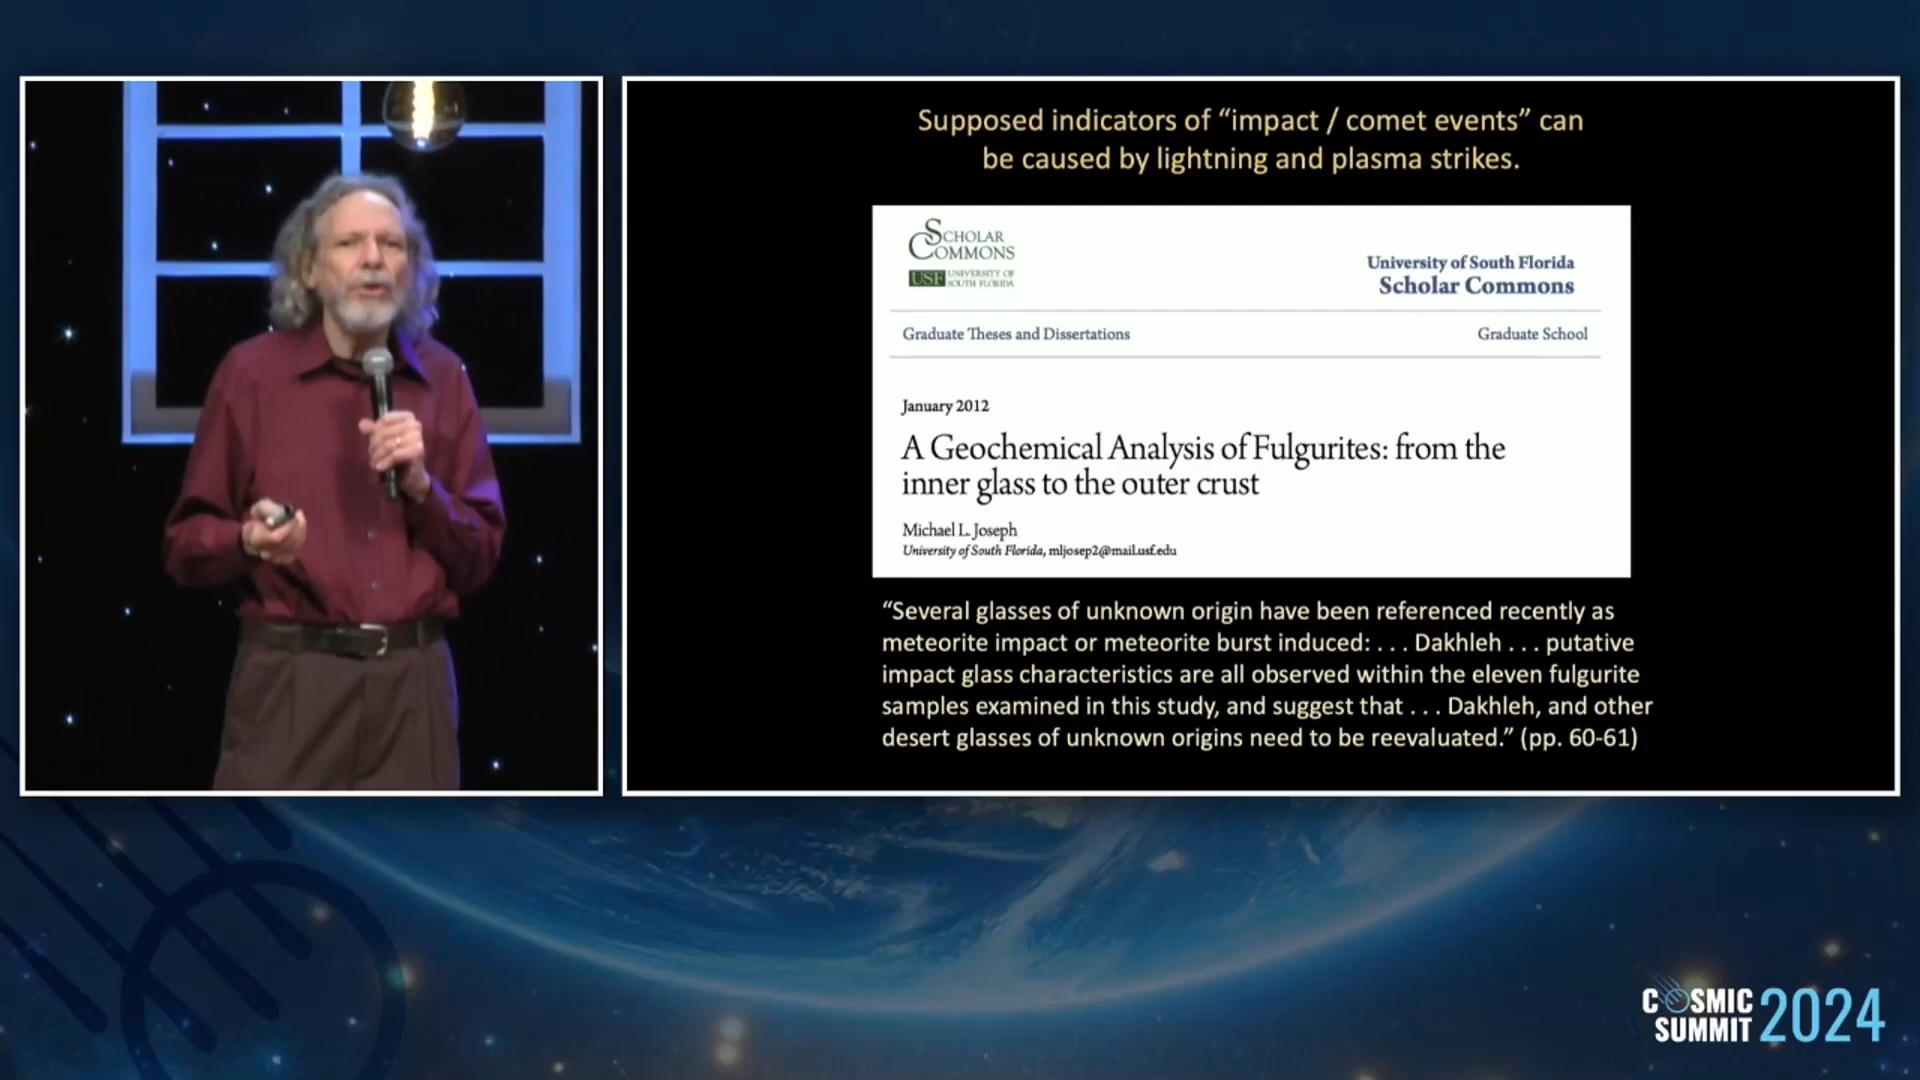 Supposed indicators of “impact / comet events” can
be caused by lightning and plasma strikes.
SCHOLAR
COMMONS
USF UNIVERSITY OF
SOUTH FLORIDA
University of South Florida
Scholar Commons
Graduate Theses and Dissertations
Graduate School
January 2012
A Geochemical Analysis of Fulgurites: from the
inner glass to the outer crust
Michael L. Joseph
University of South Florida, mljosep2@mail.usf.edu
“Several glasses of unknown origin have been referenced recently as
meteorite impact or meteorite burst induced: . . . Dakhleh . . . putative
impact glass characteristics are all observed within the eleven fulgurite
samples examined in this study, and suggest that . . . Dakhleh, and other
desert glasses of unknown origins need to be reevaluated.” (pp. 60-61)
COSMIC
SUMMIT 2024